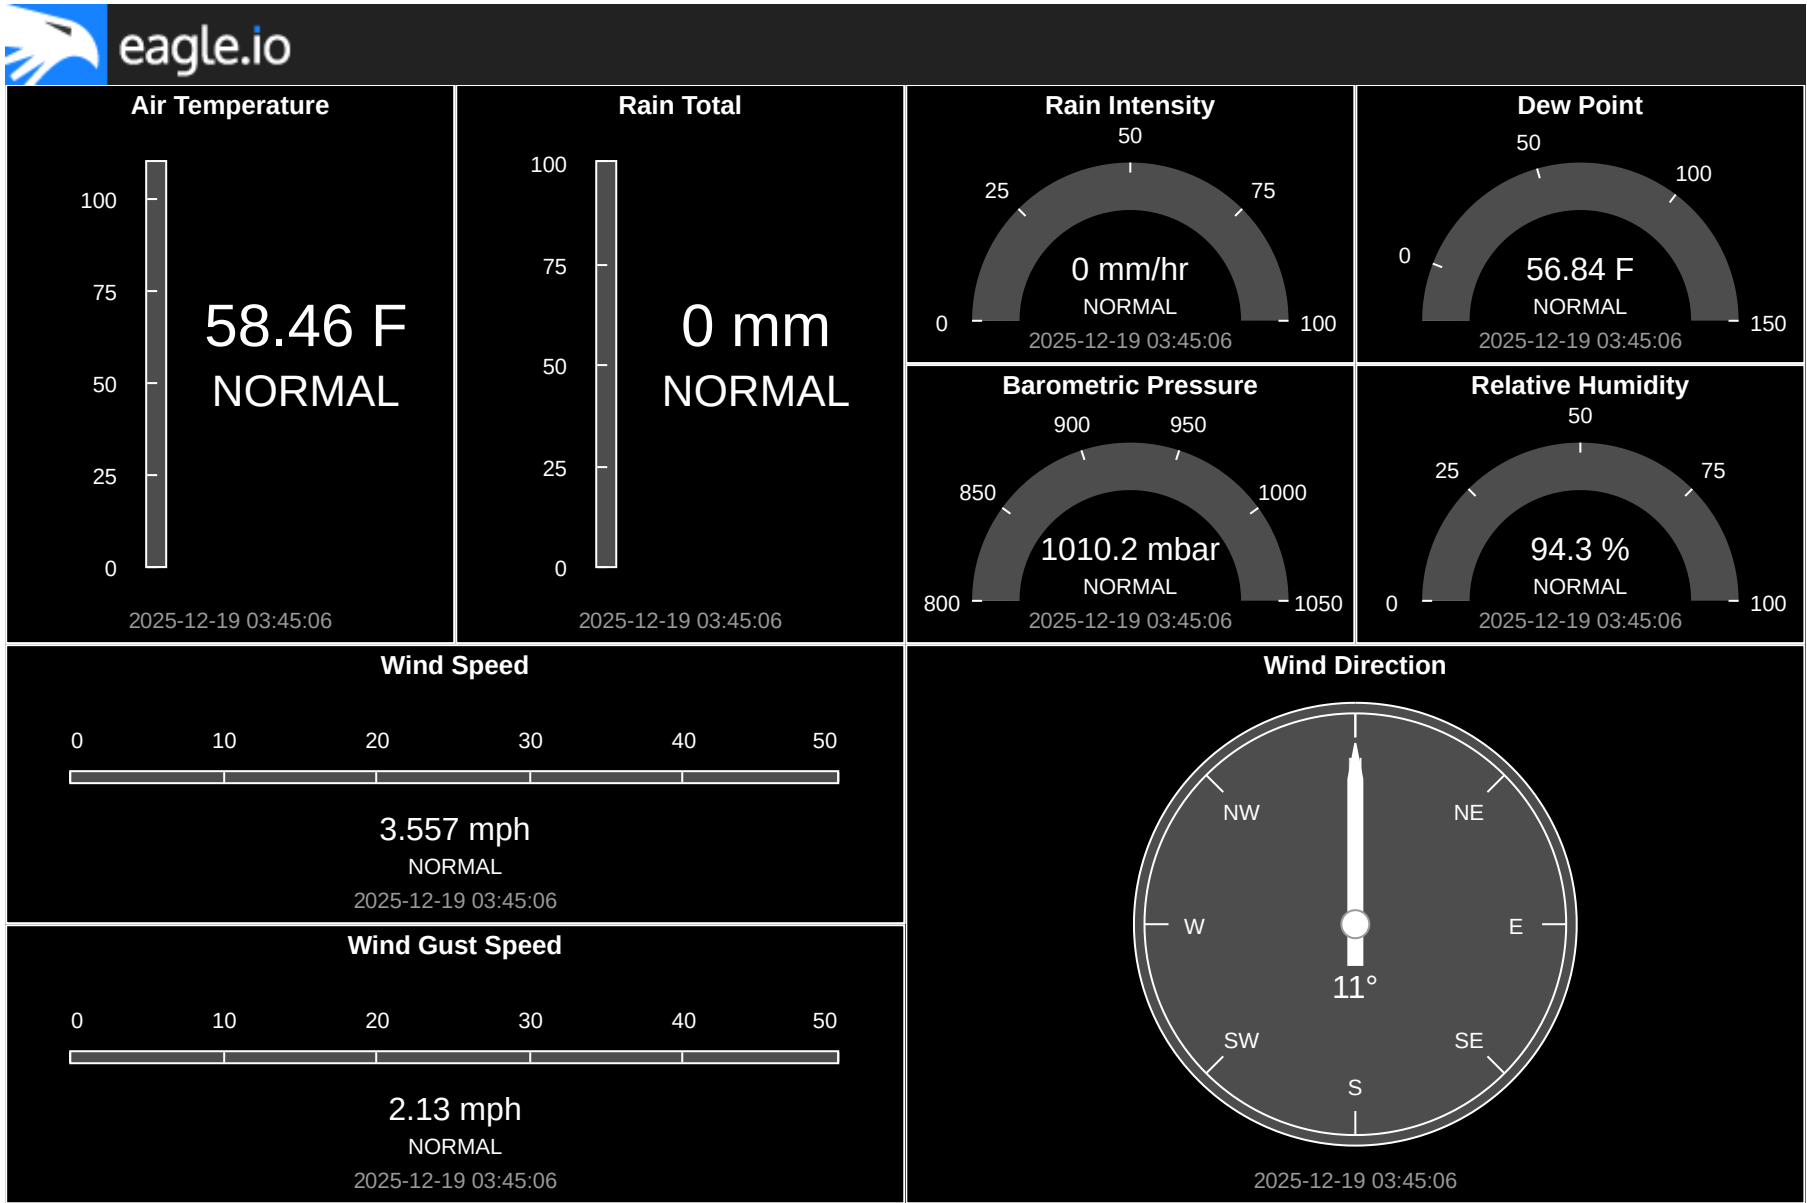 eagle.io
Air Temperature
100
75
50
25
0
58.46 F
NORMAL
2025-12-19 03:45:06
Rain Total
100
75
50
25
0
0 mm
NORMAL
2025-12-19 03:45:06
Rain Intensity
50
25
75
0
100
0 mm/hr
NORMAL
2025-12-19 03:45:06
Dew Point
50
100
0
150
56.84 F
NORMAL
2025-12-19 03:45:06
Barometric Pressure
900
950
850
1000
800
1050
1010.2 mbar
NORMAL
2025-12-19 03:45:06
Relative Humidity
50
25
75
0
100
94.3 %
NORMAL
2025-12-19 03:45:06
Wind Speed
0 10 20 30 40 50
3.557 mph
NORMAL
2025-12-19 03:45:06
Wind Gust Speed
0 10 20 30 40 50
2.13 mph
NORMAL
2025-12-19 03:45:06
Wind Direction
NW NE
W E
11°
SW SE
S
2025-12-19 03:45:06